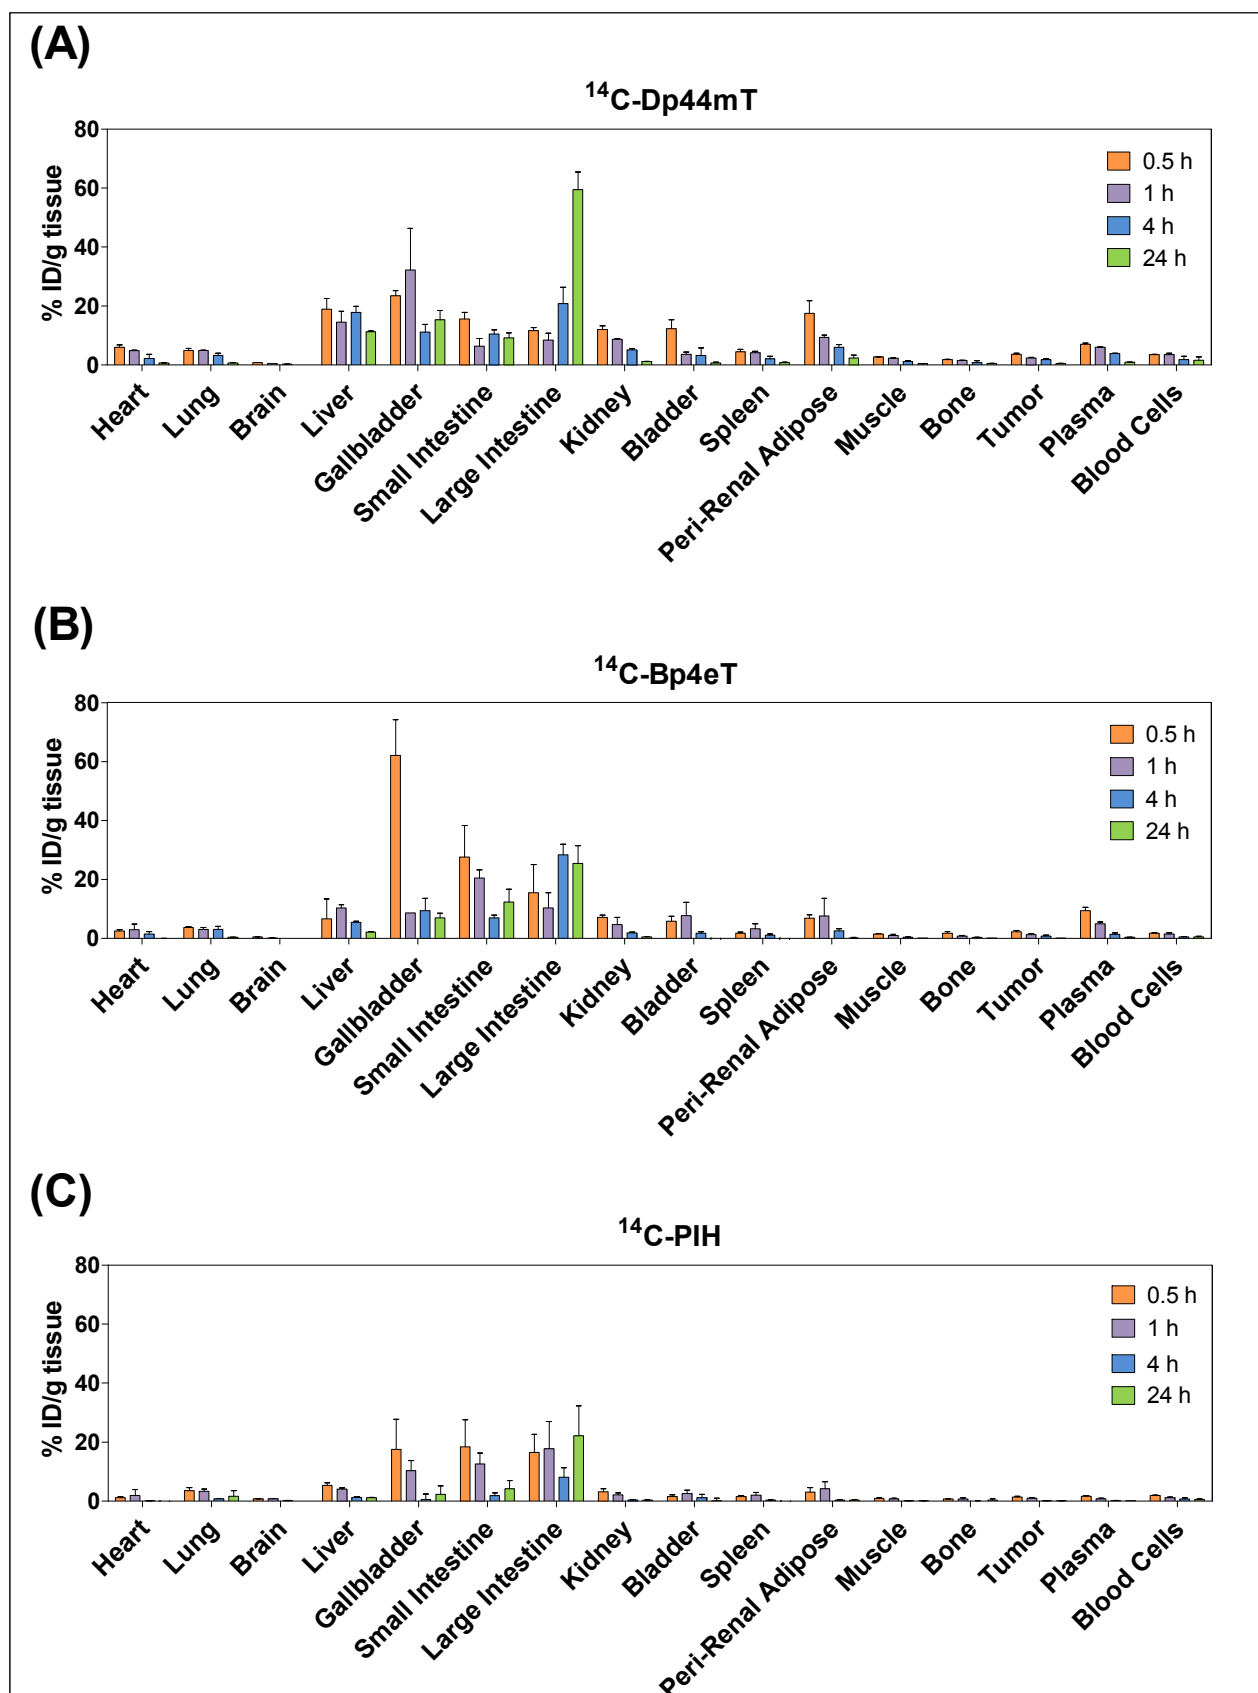 (A)
¹⁴C-Dp44mT
% ID/g tissue
80
60
40
20
0
0.5 h
1 h
4 h
24 h
Heart
Lung
Brain
Liver
Gallbladder
Small Intestine
Large Intestine
Kidney
Bladder
Spleen
Peri-Renal Adipose
Muscle
Bone
Tumor
Plasma
Blood Cells
(B)
¹⁴C-Bp4eT
% ID/g tissue
80
60
40
20
0
0.5 h
1 h
4 h
24 h
Heart
Lung
Brain
Liver
Gallbladder
Small Intestine
Large Intestine
Kidney
Bladder
Spleen
Peri-Renal Adipose
Muscle
Bone
Tumor
Plasma
Blood Cells
(C)
¹⁴C-PIH
% ID/g tissue
80
60
40
20
0
0.5 h
1 h
4 h
24 h
Heart
Lung
Brain
Liver
Gallbladder
Small Intestine
Large Intestine
Kidney
Bladder
Spleen
Peri-Renal Adipose
Muscle
Bone
Tumor
Plasma
Blood Cells